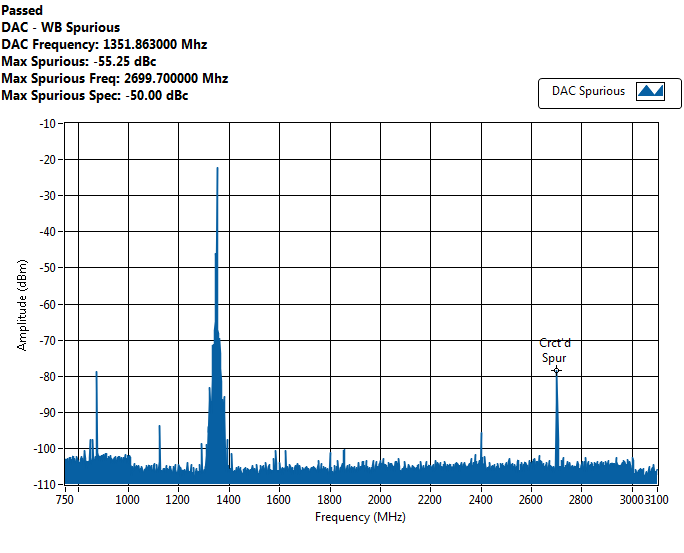 Passed
DAC - WB Spurious
DAC Frequency: 1351.863000 Mhz
Max Spurious: -55.25 dBc
Max Spurious Freq: 2699.700000 Mhz
Max Spurious Spec: -50.00 dBc
DAC Spurious
-10
-20
-30
-40
-50
-60
-70
-80
-90
-100
-110
Amplitude (dBm)
Crct'd
Spur
750 1000 1200 1400 1600 1800 2000 2200 2400 2600 2800 3000 3100
Frequency (MHz)